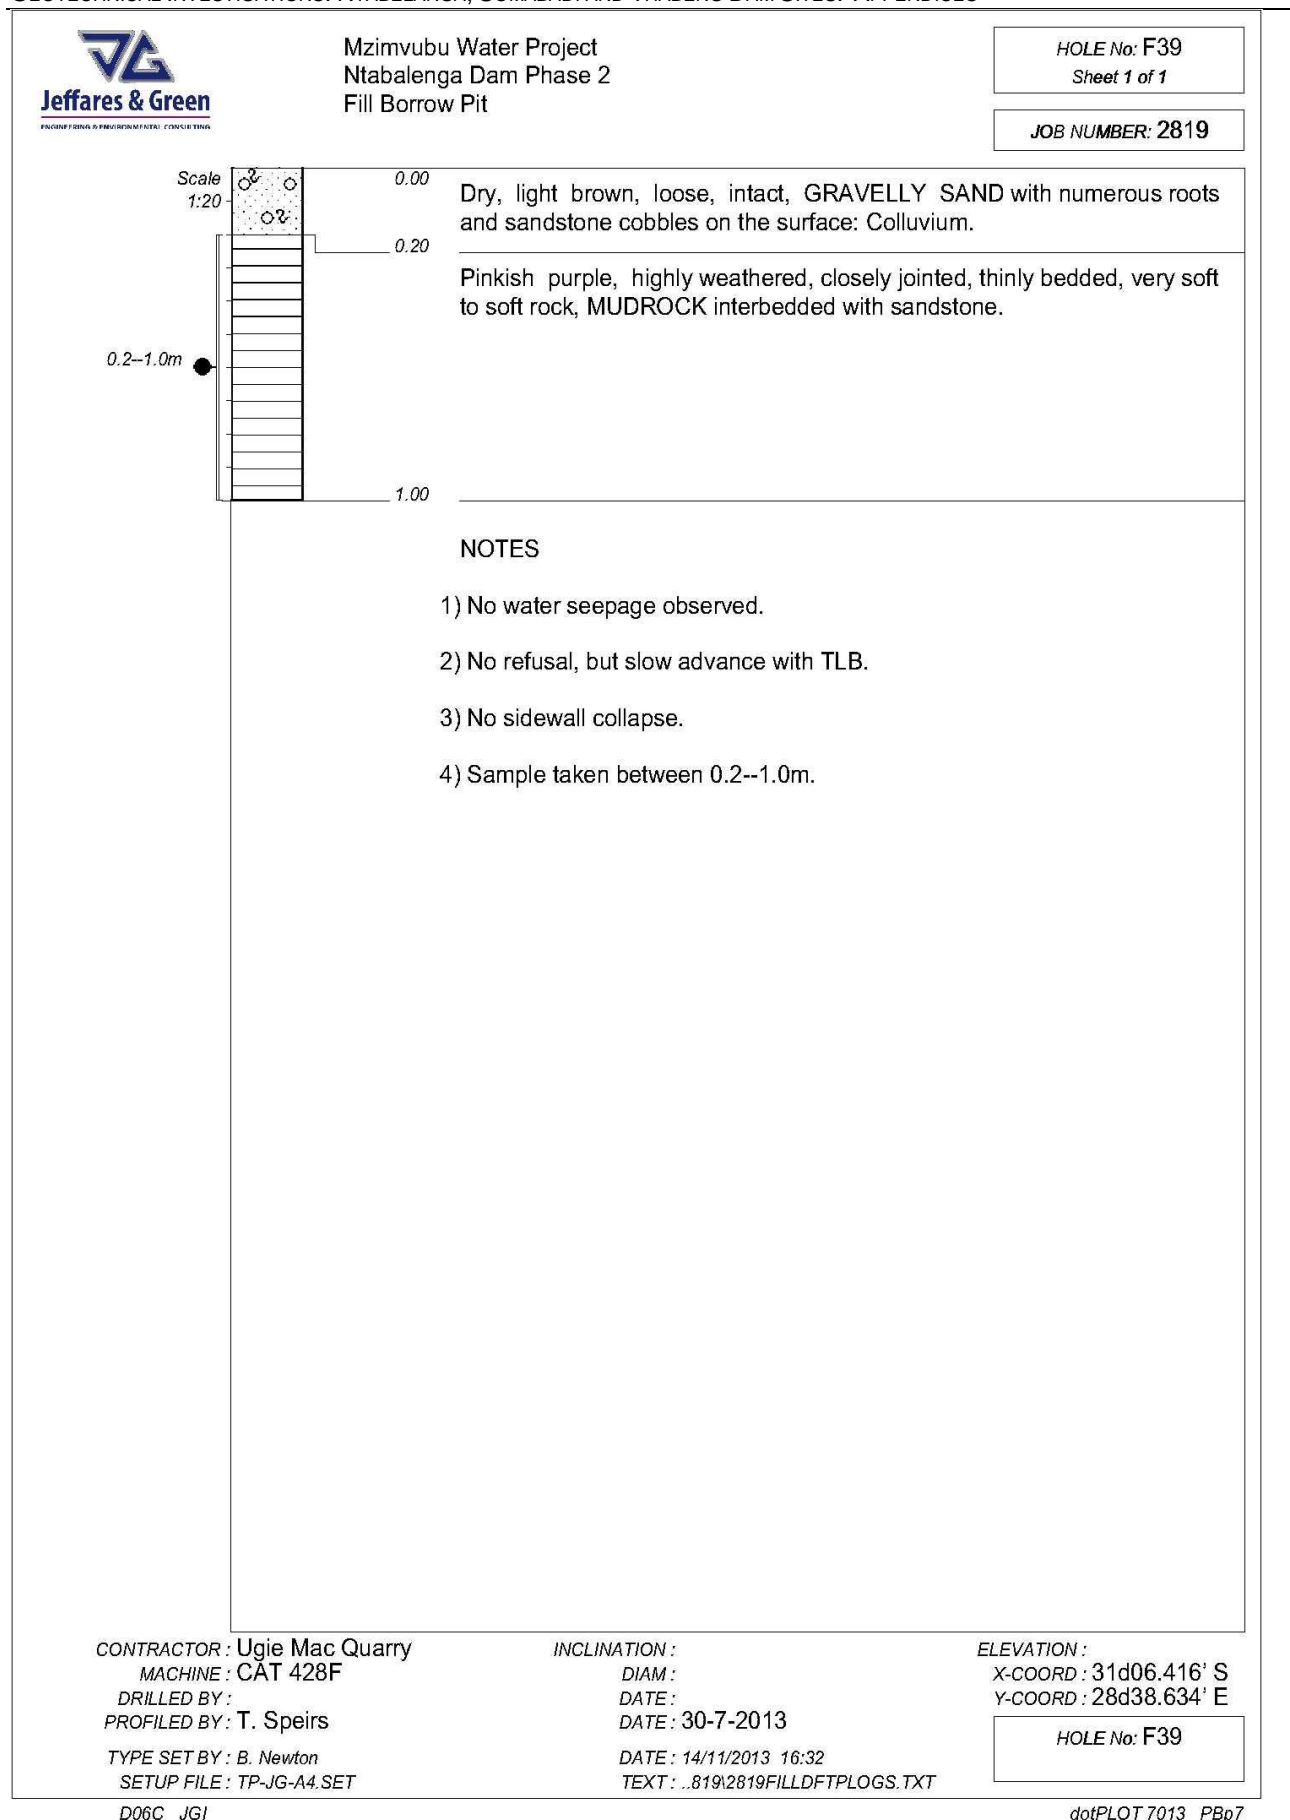 Mzimvubu Water Project
Ntabalenga Dam Phase 2
Fill Borrow Pit
HOLE No: F39
Sheet 1 of 1
JOB NUMBER: 2819
Jeffares & Green
ENGINEERING & ENVIRONMENTAL CONSULTING
Scale
1:20
0.00
Dry, light brown, loose, intact, GRAVELLY SAND with numerous roots
and sandstone cobbles on the surface: Colluvium.
0.20
Pinkish purple, highly weathered, closely jointed, thinly bedded, very soft
to soft rock, MUDROCK interbedded with sandstone.
0.2--1.0m
1.00
NOTES
1) No water seepage observed.
2) No refusal, but slow advance with TLB.
3) No sidewall collapse.
4) Sample taken between 0.2--1.0m.
CONTRACTOR : Ugie Mac Quarry
MACHINE : CAT 428F
DRILLED BY :
PROFILED BY : T. Speirs
TYPE SET BY : B. Newton
SETUP FILE : TP-JG-A4.SET
INCLINATION :
DIAM :
DATE :
DATE : 30-7-2013
DATE : 14/11/2013 16:32
TEXT : ..819\2819FILLDFTPLOGS.TXT
ELEVATION :
X-COORD : 31d06.416' S
Y-COORD : 28d38.634' E
HOLE No: F39
D06C JGI
dotPLOT 7013 PBp7